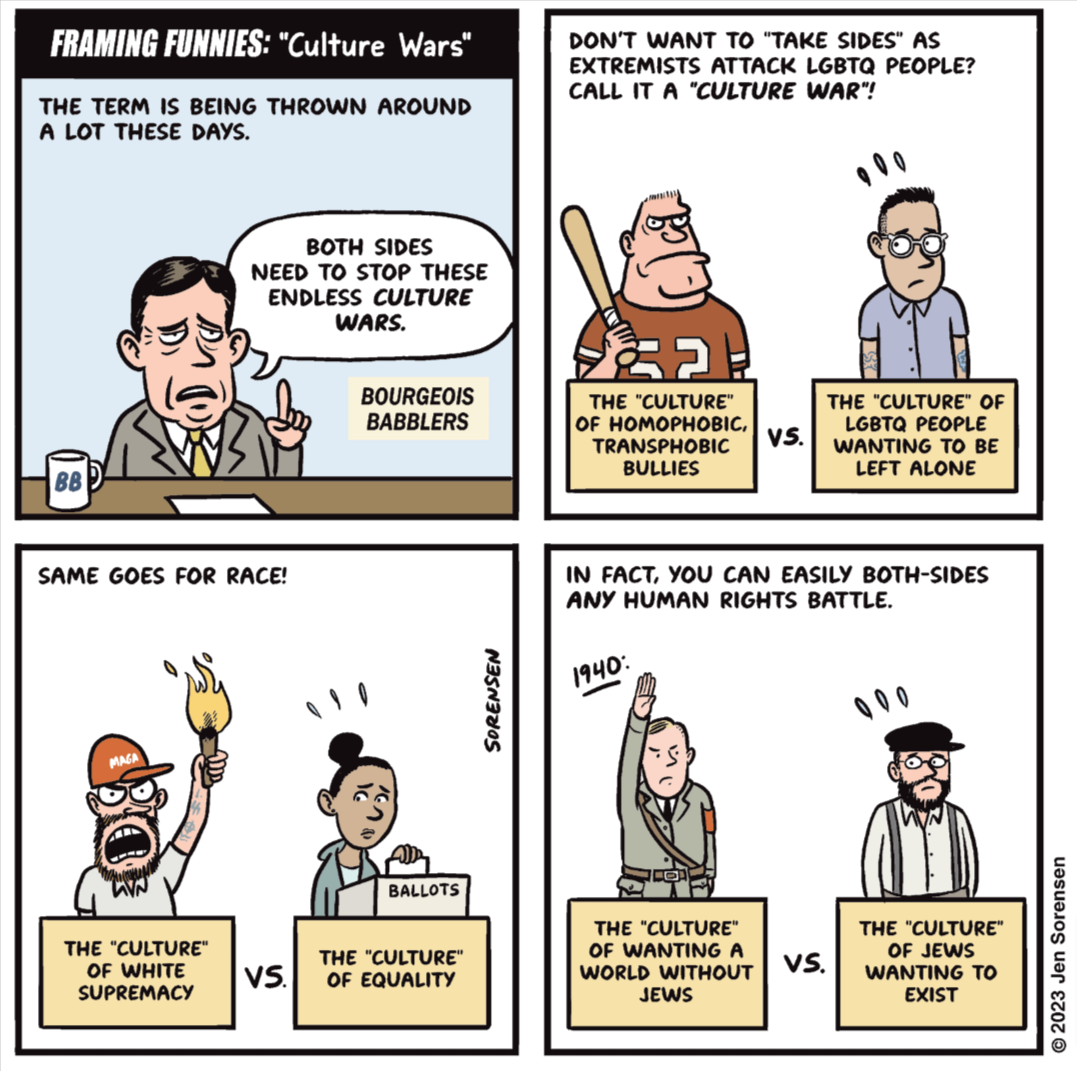 FRAMING FUNNIES: "Culture Wars"
THE TERM IS BEING THROWN AROUND
A LOT THESE DAYS.
BOTH SIDES
NEED TO STOP THESE
ENDLESS CULTURE
WARS.
BOURGEOIS
BABBLERS
BB
DON'T WANT TO "TAKE SIDES" AS
EXTREMISTS ATTACK LGBTQ PEOPLE?
CALL IT A "CULTURE WAR"!
52
THE "CULTURE"
OF HOMOPHOBIC,
TRANSPHOBIC
BULLIES
VS.
THE "CULTURE" OF
LGBTQ PEOPLE
WANTING TO BE
LEFT ALONE
SAME GOES FOR RACE!
SORENSEN
MAGA
BALLOTS
THE "CULTURE"
OF WHITE
SUPREMACY
VS.
THE "CULTURE"
OF EQUALITY
IN FACT, YOU CAN EASILY BOTH-SIDES
ANY HUMAN RIGHTS BATTLE.
1940:
THE "CULTURE"
OF WANTING A
WORLD WITHOUT
JEWS
VS.
THE "CULTURE"
OF JEWS
WANTING TO
EXIST
© 2023 Jen Sorensen